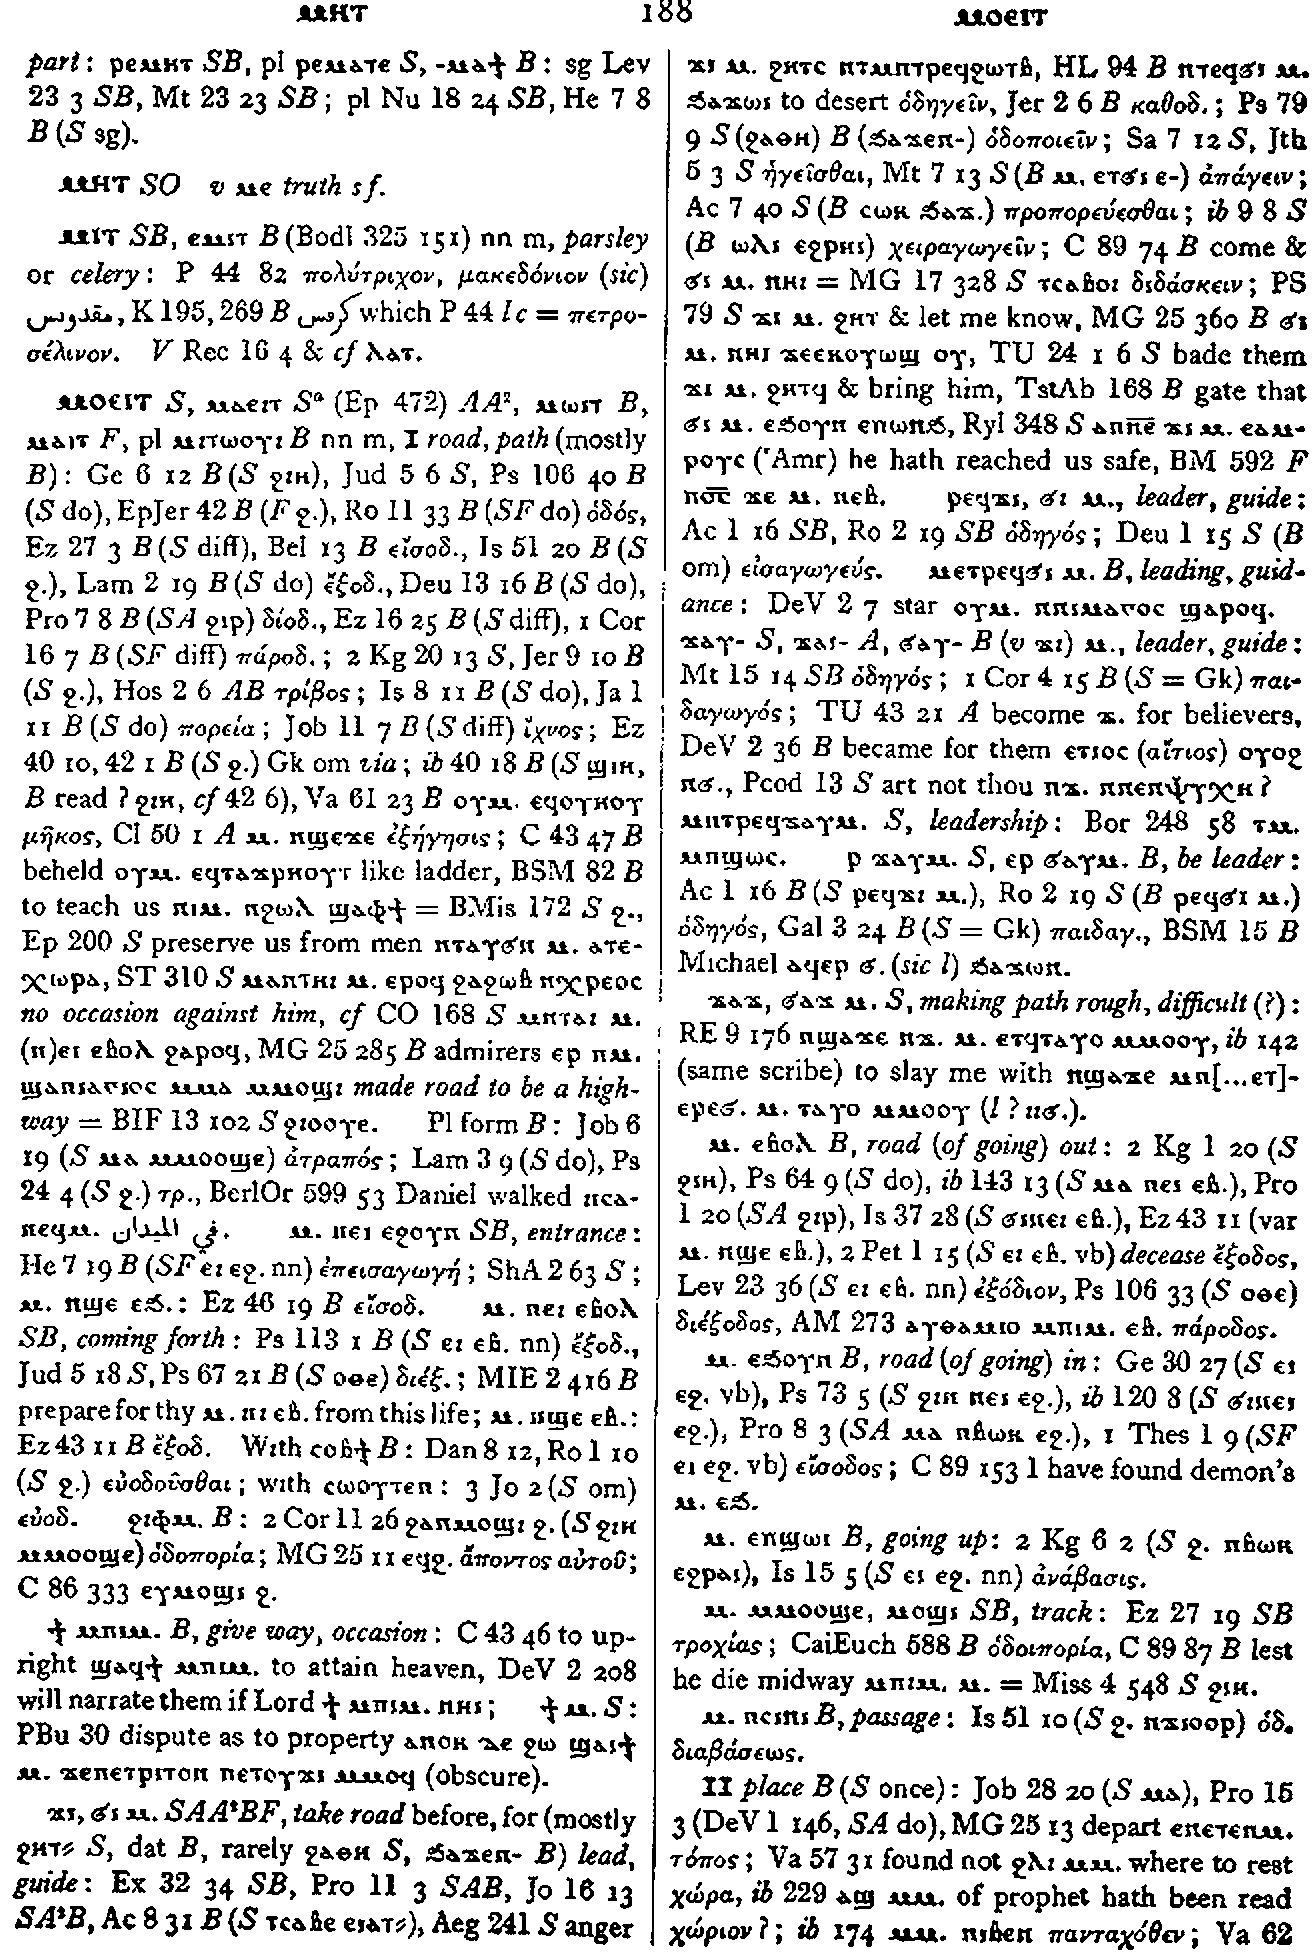 ⲙⲏⲧ 188 ⲙⲟⲉⲓⲧ
part: ⲣⲉⲙⲏⲧ SB, pl ⲣⲉⲙⲁⲧⲉ S, -ⲙⲁϯ B: sg Lev
23 3 SB, Mt 23 23 SB; pl Nu 18 24 SB, He 7 8
B (S sg).
ⲙⲏⲧ SO v ⲙⲉ truth s f.
ⲙⲓⲧ SB, ⲉⲙⲓⲧ B (Bodl 325 151) nn m, parsley
or celery: P 44 82 πολύτριχον, μακεδόνιον (sic)
مقدونس, K 195, 269 B كرفس which P 44 l c = πετρο-
σέλινον. V Rec 16 4 & cf ⲗⲁⲧ.
ⲙⲟⲉⲓⲧ S, ⲙⲁⲉⲓⲧ Sᵃ (Ep 472) AA², ⲙⲱⲓⲧ B,
ⲙⲁⲓⲧ F, pl ⲙⲓⲧⲱⲟⲩⲓ B nn m, I road, path (mostly
B): Ge 6 12 B (S ϩⲓⲏ), Jud 5 6 S, Ps 106 40 B
(S do), EpJer 42 B (F ϩ.), Ro 11 33 B (SF do) ὁδός,
Ez 27 3 B (S diff), Bel 13 B εἴσοδ., Is 51 20 B (S
ϩ.), Lam 2 19 B (S do) ἔξοδ., Deu 13 16 B (S do),
Pro 7 8 B (SA ϩⲓⲣ) δίοδ., Ez 16 25 B (S diff), 1 Cor
16 7 B (SF diff) πάροδ.; 2 Kg 20 13 S, Jer 9 10 B
(S ϩ.), Hos 2 6 AB τρίβος; Is 8 11 B (S do), Ja 1
11 B (S do) πορεία; Job 11 7 B (S diff) ἴχνος; Ez
40 10, 42 1 B (S ϩ.) Gk om via; ib 40 18 B (S ϣⲓⲏ,
B read ? ϩⲓⲏ, cf 42 6), Va 61 23 B ⲟⲩⲙ. ⲉϥⲟⲩⲏⲟⲩ
μῆκος, Cl 50 1 A ⲙ. ⲛϣⲉϫⲉ ἐξήγησις; C 43 47 B
beheld ⲟⲩⲙ. ⲉϥⲧⲁϫⲣⲏⲟⲩⲧ like ladder, BSM 82 B
to teach us ⲡⲓⲙ. ⲛϩⲱⲗ ϣⲁⲫϯ = BMis 172 S ϩ.,
Ep 200 S preserve us from men ⲛⲧⲁⲩϭⲛ ⲙ. ⲁⲧⲉ-
ⲭⲱⲣⲁ, ST 310 S ⲙⲁⲛⲧⲏⲓ ⲙ. ⲉⲣⲟϥ ϩⲁϩⲱⲃ ⲛⲭⲣⲉⲟⲥ
no occasion against him, cf CO 168 S ⲙⲛⲧⲁⲓ ⲙ.
(ⲛ)ⲉⲓ ⲉⲃⲟⲗ ϩⲁⲣⲟϥ, MG 25 285 B admirers ⲉⲣ ⲡⲙ.
ϣⲁⲛⲓⲁⲅⲓⲟⲥ ⲙⲙⲁ ⲙⲙⲟϣⲓ made road to be a high-
way = BIF 13 102 S ϩⲓⲟⲟⲩⲉ. Pl form B: Job 6
19 (S ⲙⲁ ⲙⲙⲟⲟϣⲉ) ἀτραπός; Lam 3 9 (S do), Ps
24 4 (S ϩ.) τρ., BerlOr 599 53 Daniel walked ⲛⲥⲁ-
ⲛⲉϥⲙ. في الميدان. ⲙ. ⲛⲉⲓ ⲉϩⲟⲩⲛ SB, entrance:
He 7 19 B (SF ⲉⲓ ⲉϩ. nn) ἐπεισαγωγή; ShA 2 63 S;
ⲙ. ⲛϣⲉ ⲉϧ.: Ez 46 19 B εἴσοδ. ⲙ. ⲛⲉⲓ ⲉⲃⲟⲗ
SB, coming forth: Ps 113 1 B (S ⲉⲓ ⲉⲃ. nn) ἔξοδ.,
Jud 5 18 S, Ps 67 21 B (S ⲟⲑⲉ) διέξ.; MIE 2 416 B
prepare for thy ⲙ. ⲛⲓ ⲉⲃ. from this life; ⲙ. ⲛϣⲉ ⲉⲃ.:
Ez 43 11 B ἔξοδ. With ⲥⲟⲃϯ B: Dan 8 12, Ro 1 10
(S ϩ.) εὐοδοῦσθαι; with ⲥⲱⲟⲩⲧⲉⲛ: 3 Jo 2 (S om)
εὐοδ. ϩⲓⲫⲙ. B: 2 Cor 11 26 ϩⲁⲛⲙⲟϣⲓ ϩ. (S ϩⲓⲏ
ⲙⲙⲟⲟϣⲉ) ὁδοπορία; MG 25 11 ⲉϥϩ. ἄποντος αὐτοῦ;
C 86 333 ⲉⲩⲙⲟϣⲓ ϩ.
ϯ ⲙⲡⲓⲙ. B, give way, occasion: C 43 46 to up-
right ϣⲁϥϯ ⲙⲡⲓⲙ. to attain heaven, DeV 2 208
will narrate them if Lord ϯ ⲙⲡⲓⲙ. ⲛⲏⲓ; ϯ ⲙ. S:
PBu 30 dispute as to property ⲁⲛⲟⲕ ϫⲉ ϩⲱ ϣⲁⲓϯ
ⲙ. ϫⲉⲡⲉⲧⲣⲓⲧⲟⲛ ⲡⲉⲧⲟⲩϫⲓ ⲙⲙⲟϥ (obscure).
ϫⲓ, ϭⲓ ⲙ. SAA²BF, take road before, for (mostly
ϩⲏⲧ⸗ S, dat B, rarely ϩⲁⲑⲏ S, ϧⲁϫⲉⲛ- B) lead,
guide: Ex 32 34 SB, Pro 11 3 SAB, Jo 16 13
SA²B, Ac 8 31 B (S ⲧⲥⲁⲃⲉ ⲉⲓⲁⲧ⸗), Aeg 241 S anger
ϫⲓ ⲙ. ϩⲏⲧⲥ ⲛⲧⲙⲛⲧⲣⲉϥϩⲱⲧⲃ, HL 94 B ⲛⲧⲉϥϭⲓ ⲙ.
ϧⲁϫⲱⲓ to desert ὁδηγεῖν, Jer 2 6 B καθοδ.; Ps 79
9 S (ϩⲁⲑⲏ) B (ϧⲁϫⲉⲛ-) ὁδοποιεῖν; Sa 7 12 S, Jth
5 3 S ἡγεῖσθαι, Mt 7 13 S (B ⲙ. ⲉⲧϭⲓ ⲉ-) ἀπάγειν;
Ac 7 40 S (B ⲥⲱⲕ ϧⲁϫ.) προπορεύεσθαι; ib 9 8 S
(B ⲱⲗⲓ ⲉϩⲣⲏⲓ) χειραγωγεῖν; C 89 74 B come &
ϭⲓ ⲙ. ⲛⲏⲓ = MG 17 328 S ⲧⲥⲁⲃⲟⲓ διδάσκειν; PS
79 S ϫⲓ ⲙ. ϩⲏⲧ & let me know, MG 25 360 B ϭⲓ
ⲙ. ⲛⲏⲓ ϫⲉⲉⲕⲟⲩⲱϣ ⲟⲩ, TU 24 1 6 S bade them
ϫⲓ ⲙ. ϩⲏⲧϥ & bring him, TstAb 168 B gate that
ϭⲓ ⲙ. ⲉϧⲟⲩⲛ ⲉⲡⲱⲛϧ, Ryl 348 S ⲁⲡⲛ̅ⲉ̅ ϫⲓ ⲙ. ⲉⲁⲙ-
ⲣⲟⲩⲥ (ʿAmr) he hath reached us safe, BM 592 F
ⲡϭ̅ⲥ̅ ϫⲉ ⲙ. ⲛⲉⲃ. ⲣⲉϥϫⲓ, ϭⲓ ⲙ., leader, guide:
Ac 1 16 SB, Ro 2 19 SB ὁδηγός; Deu 1 15 S (B
om) εἰσαγωγεύς. ⲙⲉⲧⲣⲉϥϭⲓ ⲙ. B, leading, guid-
ance: DeV 2 7 star ⲟⲩⲙ. ⲛⲛⲓⲙⲁⲅⲟⲥ ϣⲁⲣⲟϥ.
ϫⲁⲩ- S, ϫⲁⲓ- A, ϭⲁⲩ- B (v ϫⲓ) ⲙ., leader, guide:
Mt 15 14 SB ὁδηγός; 1 Cor 4 15 B (S = Gk) παι-
δαγωγός; TU 43 21 A become ϫ. for believers,
DeV 2 36 B became for them ⲉⲧⲓⲟⲥ (αἴτιος) ⲟⲩⲟϩ
ⲛϭ., Pcod 13 S art not thou ⲡϫ. ⲛⲛⲉⲛⲯⲩⲭⲏ?
ⲙⲛⲧⲣⲉϥϫⲁⲩⲙ. S, leadership: Bor 248 58 ⲧⲙ.
ⲙⲡϣⲱⲥ. ⲣ ϫⲁⲩⲙ. S, ⲉⲣ ϭⲁⲩⲙ. B, be leader:
Ac 1 16 B (S ⲣⲉϥϫⲓ ⲙ.), Ro 2 19 S (B ⲣⲉϥϭⲓ ⲙ.)
ὁδηγός, Gal 3 24 B (S = Gk) παιδαγ., BSM 15 B
Michael ⲁϥⲉⲣ ϭ. (sic l) ϧⲁϫⲱⲛ.
ϫⲁϫ, ϭⲁϫ ⲙ. S, making path rough, difficult (?):
RE 9 176 ⲡϣⲁϫⲉ ⲛϫ. ⲙ. ⲉⲧϥⲧⲁⲩⲟ ⲙⲙⲟⲟⲩ, ib 142
(same scribe) to slay me with ⲡϣⲁϫⲉ ⲙⲛ[...ⲉⲧ]-
ⲉⲣⲉϭ. ⲙ. ⲧⲁⲩⲟ ⲙⲙⲟⲟⲩ (l ? ⲛϭ.).
ⲙ. ⲉⲃⲟⲗ B, road (of going) out: 2 Kg 1 20 (S
ϩⲓⲏ), Ps 64 9 (S do), ib 143 13 (S ⲙⲁ ⲛⲉⲓ ⲉⲃ.), Pro
1 20 (SA ϩⲓⲣ), Is 37 28 (S ϭⲓⲛⲉⲓ ⲉⲃ.), Ez 43 11 (var
ⲙ. ⲛϣⲉ ⲉⲃ.), 2 Pet 1 15 (S ⲉⲓ ⲉⲃ. vb) decease ἔξοδος,
Lev 23 36 (S ⲉⲓ ⲉⲃ. nn) ἐξόδιον, Ps 106 33 (S ⲟⲑⲉ)
διέξοδος, AM 273 ⲁⲩⲑⲁⲙⲓⲟ ⲙⲡⲓⲙ. ⲉⲃ. πάροδος.
ⲙ. ⲉϧⲟⲩⲛ B, road (of going) in: Ge 30 27 (S ⲉⲓ
ⲉϩ. vb), Ps 73 5 (S ϩⲓⲏ ⲛⲉⲓ ⲉϩ.), ib 120 8 (S ϭⲓⲛⲉⲓ
ⲉϩ.), Pro 8 3 (SA ⲙⲁ ⲛⲃⲱⲕ ⲉϩ.), 1 Thes 1 9 (SF
ⲉⲓ ⲉϩ. vb) εἴσοδος; C 89 153 I have found demon's
ⲙ. ⲉϧ.
ⲙ. ⲉⲡϣⲱⲓ B, going up: 2 Kg 6 2 (S ϩ. ⲛⲃⲱⲕ
ⲉϩⲣⲁⲓ), Is 15 5 (S ⲉⲓ ⲉϩ. nn) ἀνάβασις.
ⲙ. ⲙⲙⲟⲟϣⲉ, ⲙⲟϣⲓ SB, track: Ez 27 19 SB
τροχίας; CaiEuch 588 B ὁδοιπορία, C 89 87 B lest
he die midway ⲙⲡⲓⲙ. ⲙ. = Miss 4 548 S ϩⲓⲏ.
ⲙ. ⲛⲥⲓⲛⲓ B, passage: Is 51 10 (S ϩ. ⲛϫⲓⲟⲟⲣ) ὁδ.
διαβάσεως.
II place B (S once): Job 28 20 (S ⲙⲁ), Pro 15
3 (DeV 1 146, SA do), MG 25 13 depart ⲉⲡⲉⲧⲉⲛⲙ.
τόπος; Va 57 31 found not ϩⲗⲓ ⲙⲙ. where to rest
χώρα, ib 229 ⲁϣ ⲙⲙ. of prophet hath been read
χώριον?; ib 174 ⲙⲙ. ⲛⲓⲃⲉⲛ πανταχόθεν; Va 62